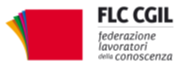 FLC CGIL
federazione
lavoratori
della conoscenza